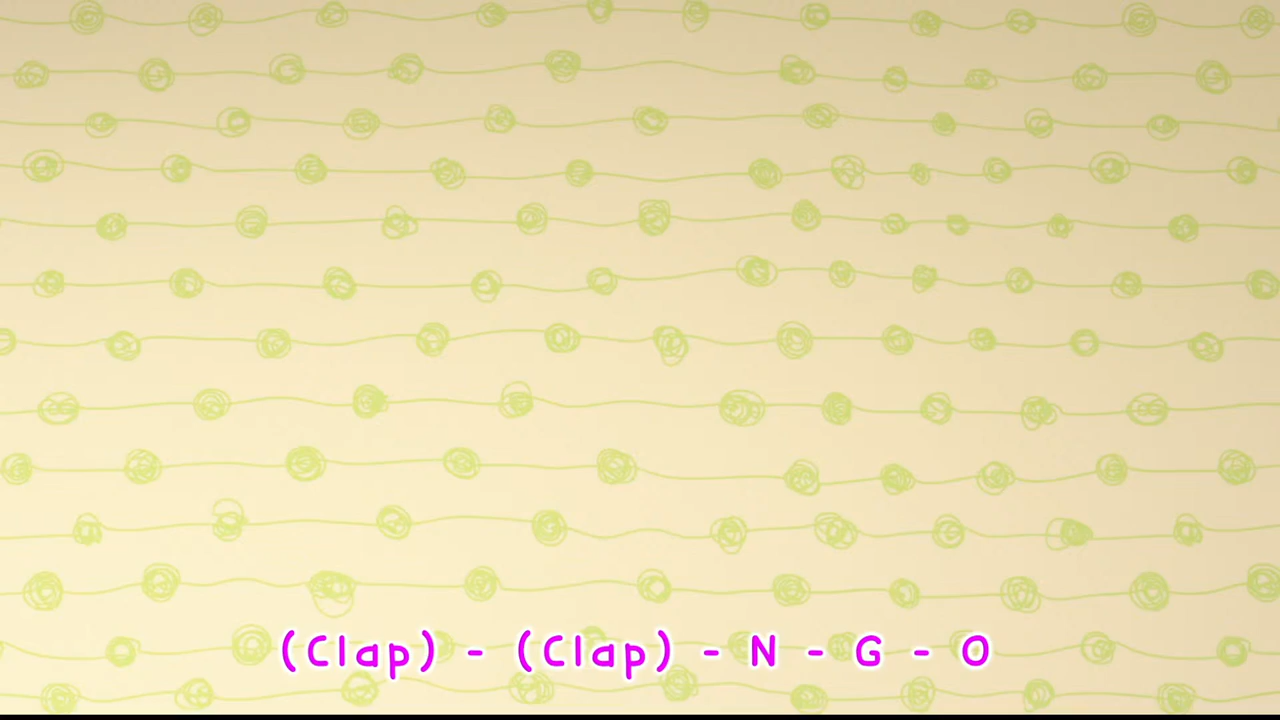 (Clap) - (Clap) - N - G - O